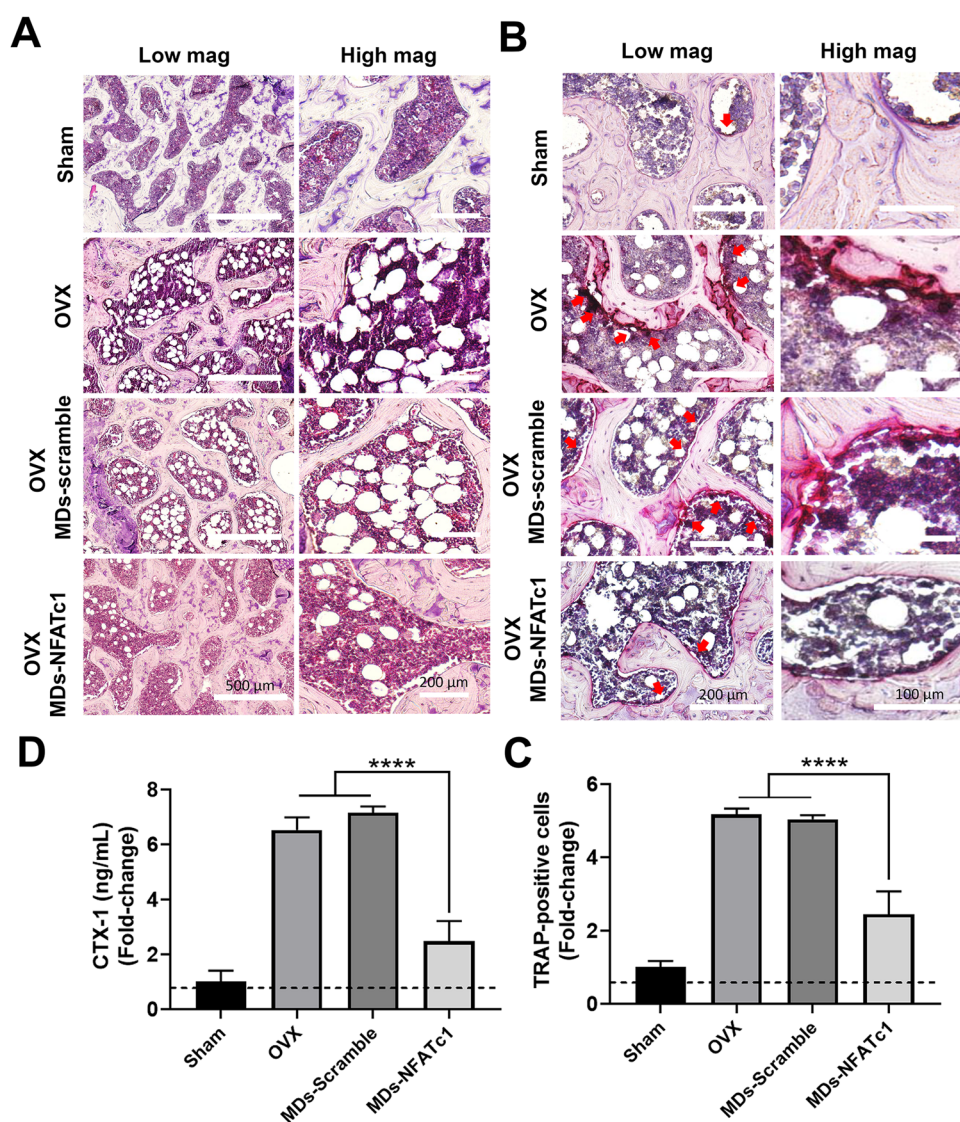 A
Low mag
High mag
Sham
OVX
OVX
MDs-scramble
OVX
MDs-NFATc1
500 µm
200 µm
B
Low mag
High mag
Sham
OVX
OVX
MDs-scramble
OVX
MDs-NFATc1
200 µm
100 µm
D
CTX-1 (ng/mL)
(Fold-change)
8
6
4
2
0
****
Sham
OVX
MDs-Scramble
MDs-NFATc1
C
TRAP-positive cells
(Fold-change)
6
4
2
0
****
Sham
OVX
MDs-Scramble
MDs-NFATc1